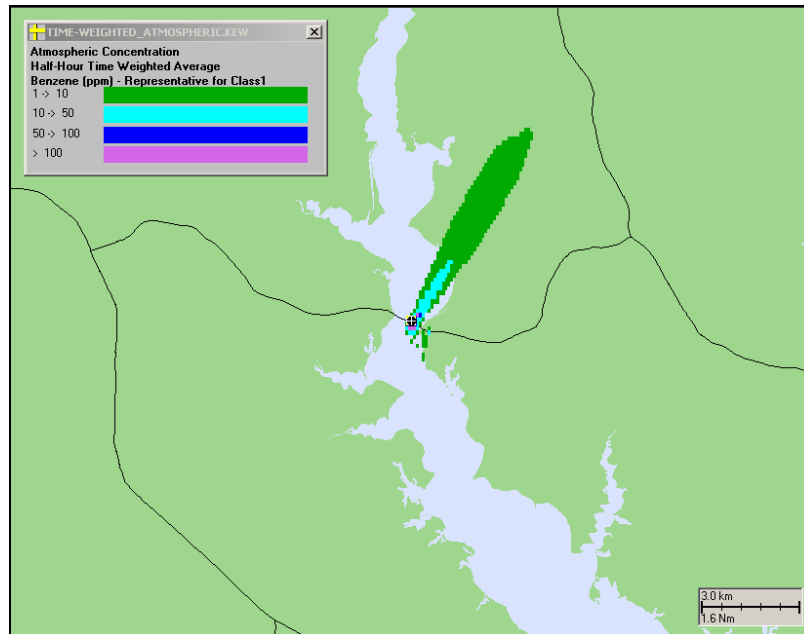 TIME-WEIGHTED_ATMOSPHERIC.KEW
Atmospheric Concentration
Half-Hour Time Weighted Average
Benzene (ppm) - Representative for Class1
1 -> 10
10 -> 50
50 -> 100
> 100
3.0 km
1.6 Nm